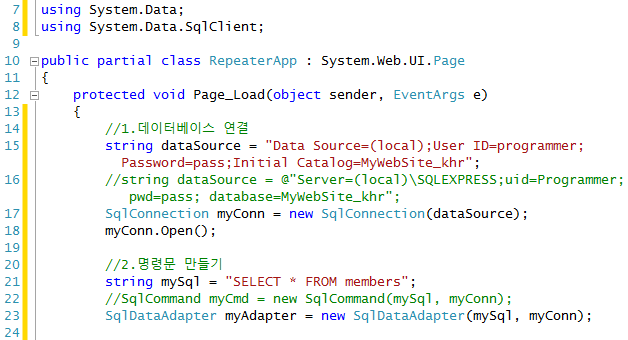 7 using System.Data;
8 using System.Data.SqlClient;
9
10 public partial class RepeaterApp : System.Web.UI.Page
11 {
12 protected void Page_Load(object sender, EventArgs e)
13 {
14 //1.데이터베이스 연결
15 string dataSource = "Data Source=(local);User ID=programmer;
Password=pass;Initial Catalog=MyWebSite_khr";
16 //string dataSource = @"Server=(local)\SQLEXPRESS;uid=Programmer;
pwd=pass; database=MyWebSite_khr";
17 SqlConnection myConn = new SqlConnection(dataSource);
18 myConn.Open();
19
20 //2.명령문 만들기
21 string mySql = "SELECT * FROM members";
22 //SqlCommand myCmd = new SqlCommand(mySql, myConn);
23 SqlDataAdapter myAdapter = new SqlDataAdapter(mySql, myConn);
24